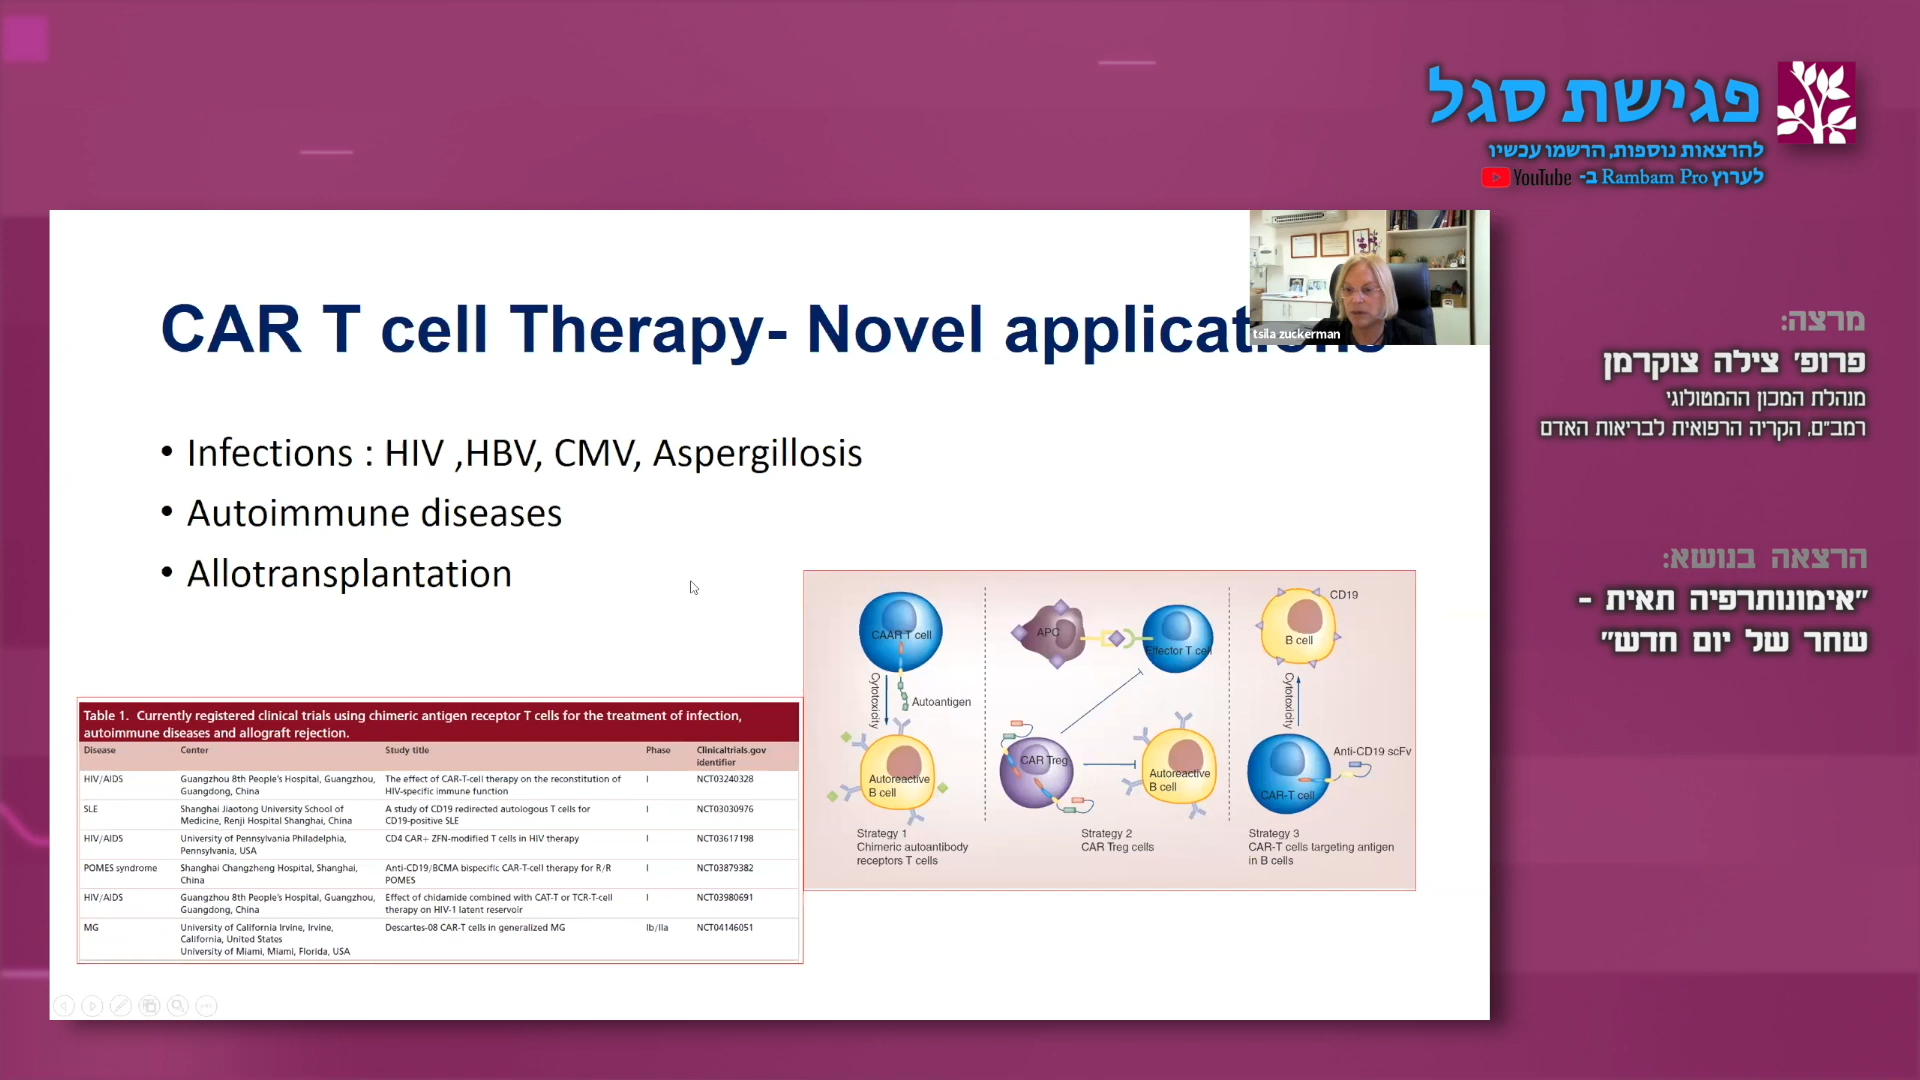 פגישת סגל
להרצאות נוספות, הרשמו עכשיו
לערוץ Rambam Pro ב- YouTube
tsila zuckerman
CAR T cell Therapy- Novel applications
• Infections : HIV ,HBV, CMV, Aspergillosis
• Autoimmune diseases
• Allotransplantation
מרצה:
פרופ' צילה צוקרמן
מנהלת המכון ההמטולוגי
רמב"ם, הקריה הרפואית לבריאות האדם
הרצאה בנושא:
"אימונותרפיה תאית -
שחר של יום חדש"
Table 1. Currently registered clinical trials using chimeric antigen receptor T cells for the treatment of infection,
autoimmune diseases and allograft rejection.
Disease Center Study title Phase Clinicaltrials.gov
identifier
HIV/AIDS Guangzhou 8th People's Hospital, Guangzhou, The effect of CAR-T-cell therapy on the reconstitution of I NCT03240328
Guangdong, China HIV-specific immune function
SLE Shanghai Jiaotong University School of A study of CD19 redirected autologous T cells for I NCT03030976
Medicine, Renji Hospital Shanghai, China CD19-positive SLE
HIV/AIDS University of Pennsylvania Philadelphia, CD4 CAR+ ZFN-modified T cells in HIV therapy I NCT03617198
Pennsylvania, USA
POMES syndrome Shanghai Changzheng Hospital, Shanghai, Anti-CD19/BCMA bispecific CAR-T-cell therapy for R/R I NCT03879382
China POMES
HIV/AIDS Guangzhou 8th People's Hospital, Guangzhou, Effect of chidamide combined with CAT-T or TCR-T-cell I NCT03980691
Guangdong, China therapy on HIV-1 latent reservoir
MG University of California Irvine, Irvine, Descartes-08 CAR-T cells in generalized MG Ib/IIa NCT04146051
California, United States
University of Miami, Miami, Florida, USA
CAAR T cell
Cytotoxicity
Autoantigen
Autoreactive
B cell
Strategy 1
Chimeric autoantibody
receptors T cells
APC
Effector T cell
CAR Treg
Autoreactive
B cell
Strategy 2
CAR Treg cells
CD19
B cell
Cytotoxicity
Anti-CD19 scFv
CAR-T cell
Strategy 3
CAR-T cells targeting antigen
in B cells